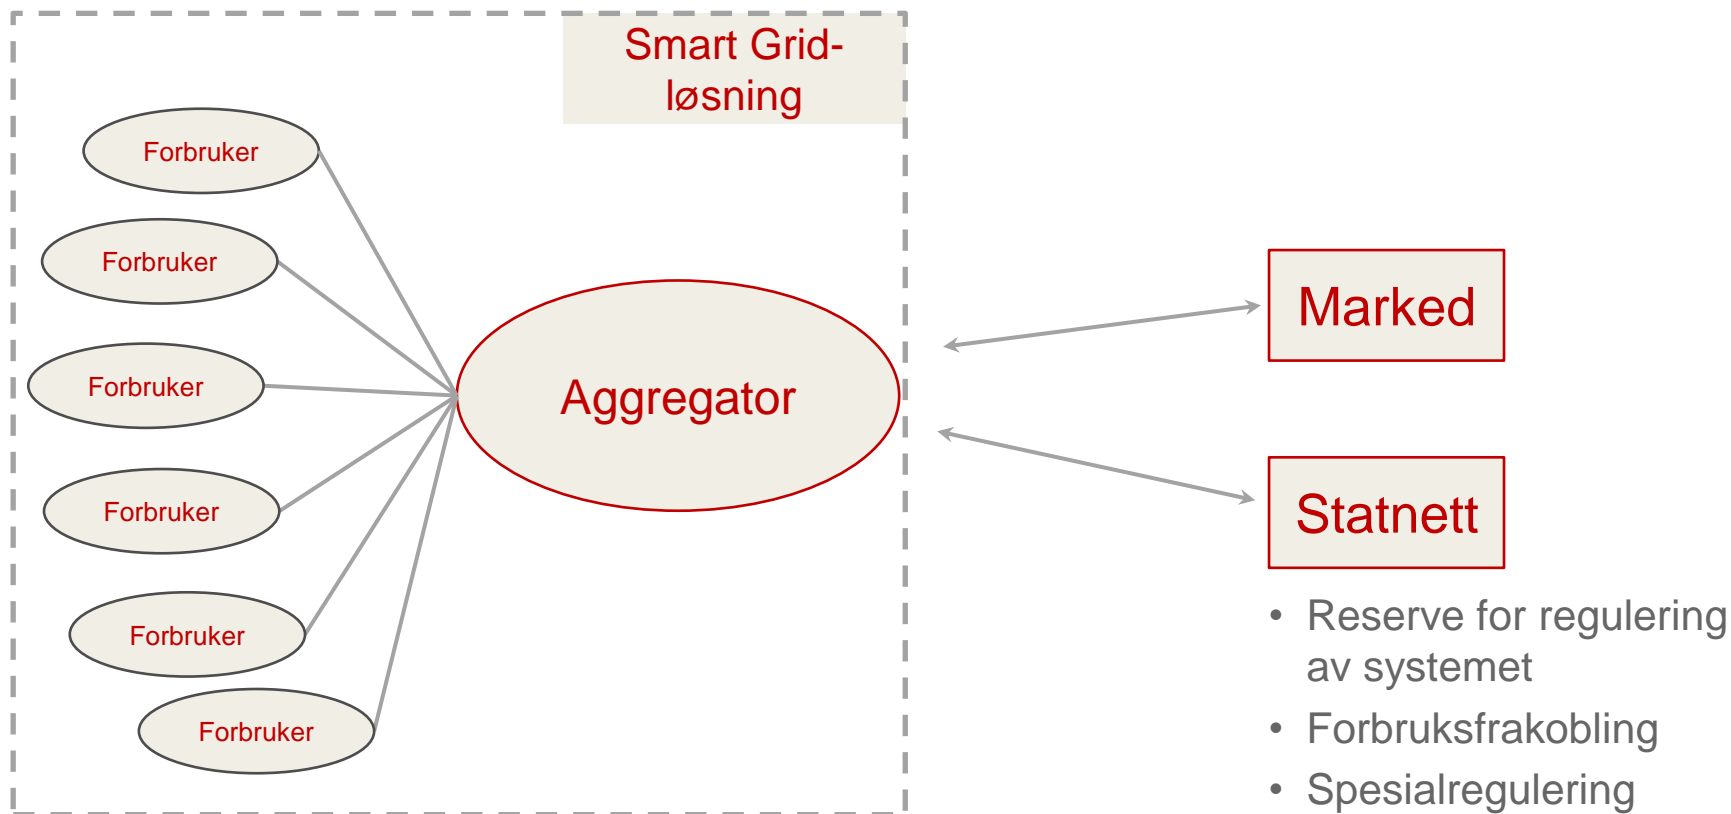 Smart Grid-
løsning
Forbruker
Forbruker
Forbruker
Forbruker
Forbruker
Forbruker
Aggregator
Marked
Statnett
• Reserve for regulering
av systemet
• Forbruksfrakobling
• Spesialregulering